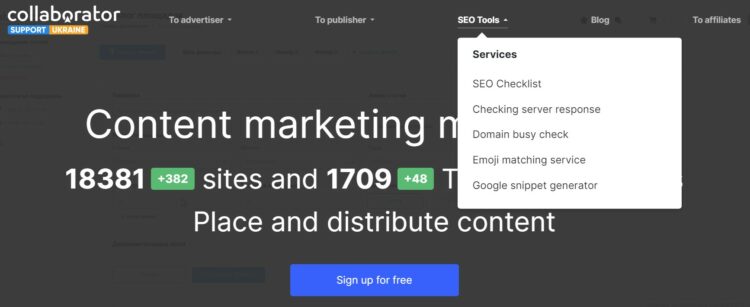 collaborator
SUPPORT UKRAINE
To advertiser
To publisher
SEO Tools
Blog
To affiliates
Services
SEO Checklist
Checking server response
Domain busy check
Emoji matching service
Google snippet generator
Content marketing
18381 +382 sites and 1709 +48
Place and distribute content
Sign up for free